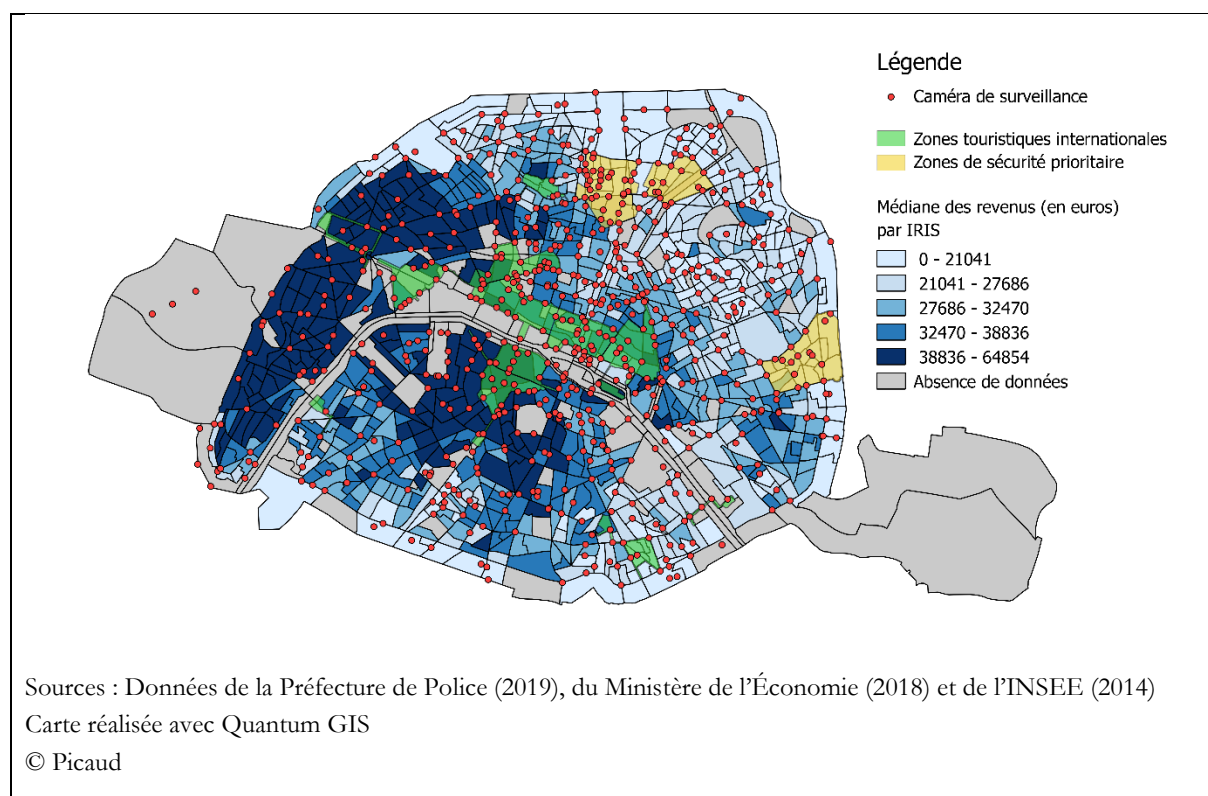 Légende
Caméra de surveillance
Zones touristiques internationales
Zones de sécurité prioritaire
Médiane des revenus (en euros)
par IRIS
0 - 21041
21041 - 27686
27686 - 32470
32470 - 38836
38836 - 64854
Absence de données
Sources : Données de la Préfecture de Police (2019), du Ministère de l’Économie (2018) et de l’INSEE (2014)
Carte réalisée avec Quantum GIS
© Picaud